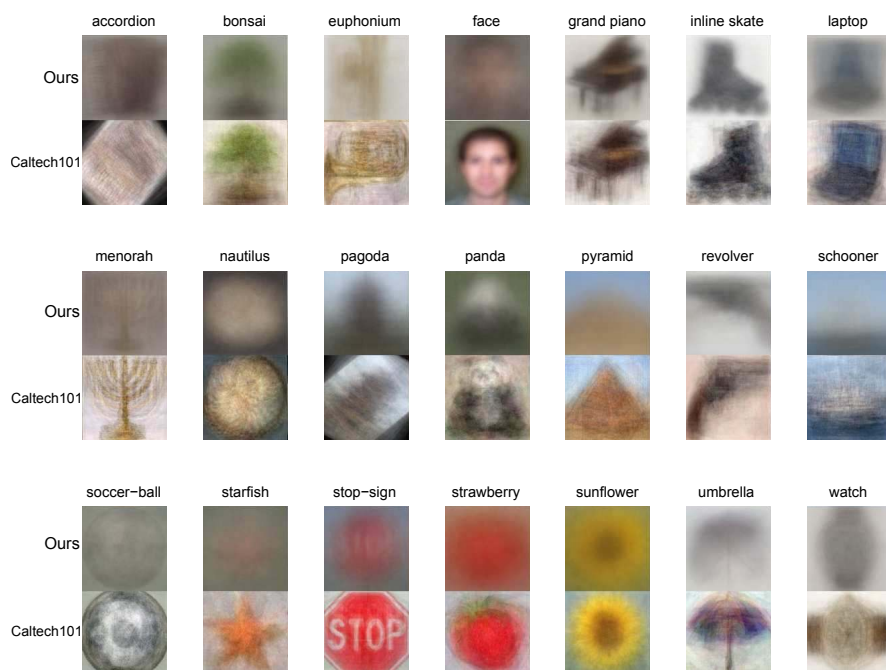 accordion bonsai euphonium face grand piano inline skate laptop
Ours
Caltech101
menorah nautilus pagoda panda pyramid revolver schooner
Ours
Caltech101
soccer−ball starfish stop−sign strawberry sunflower umbrella watch
Ours
Caltech101
STOP